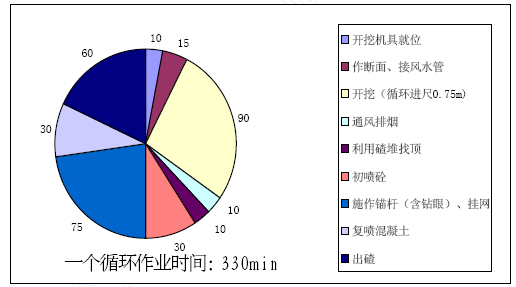 10
15
60
90
30
10
10
75
30
一个循环作业时间：330min
开挖机具就位
作断面、接风水管
开挖（循环进尺0.75m)
通风排烟
利用碴堆找顶
初喷砼
施作锚杆（含钻眼）、挂网
复喷混凝土
出碴